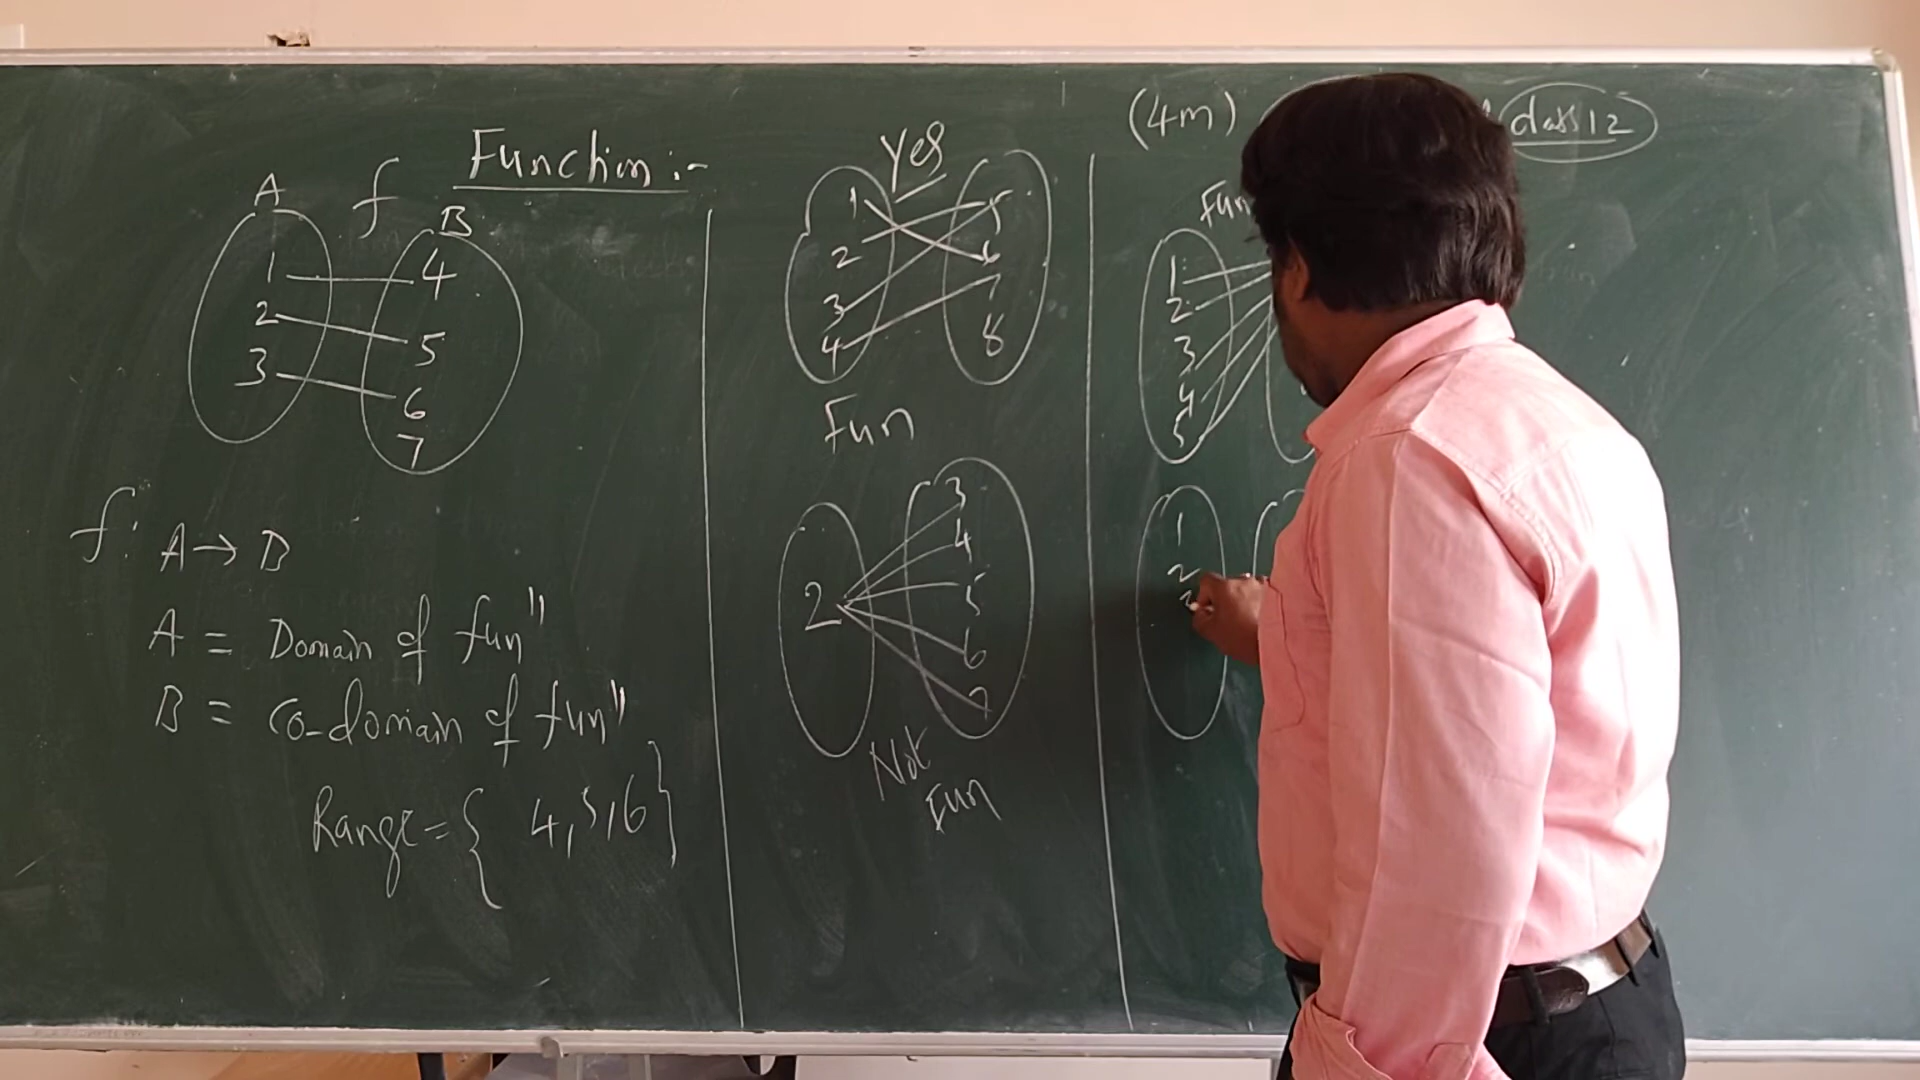 Function :-
A f B
1 4
2 5
3 6
7
f: A → B
A = Domain of funⁿ
B = Co-domain of funⁿ
Range = { 4, 5, 6 }
Yes
1 5
2 6
3 7
4 8
Fun
3
4
2 5
6
7
Not
Fun
(4m) class 12
Fun
1
2
3
4
5
1
2